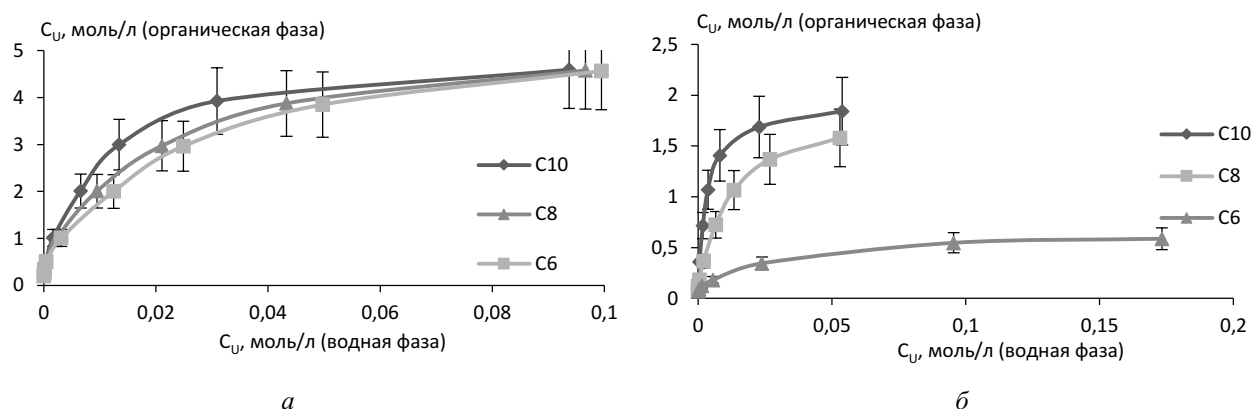 C_U, моль/л (органическая фаза)
5
4
3
2
1
0
0
0,02
0,04
0,06
0,08
0,1
C_U, моль/л (водная фаза)
C10
C8
C6
а
C_U, моль/л (органическая фаза)
2,5
2
1,5
1
0,5
0
0
0,05
0,1
0,15
0,2
C_U, моль/л (водная фаза)
C10
C8
C6
б